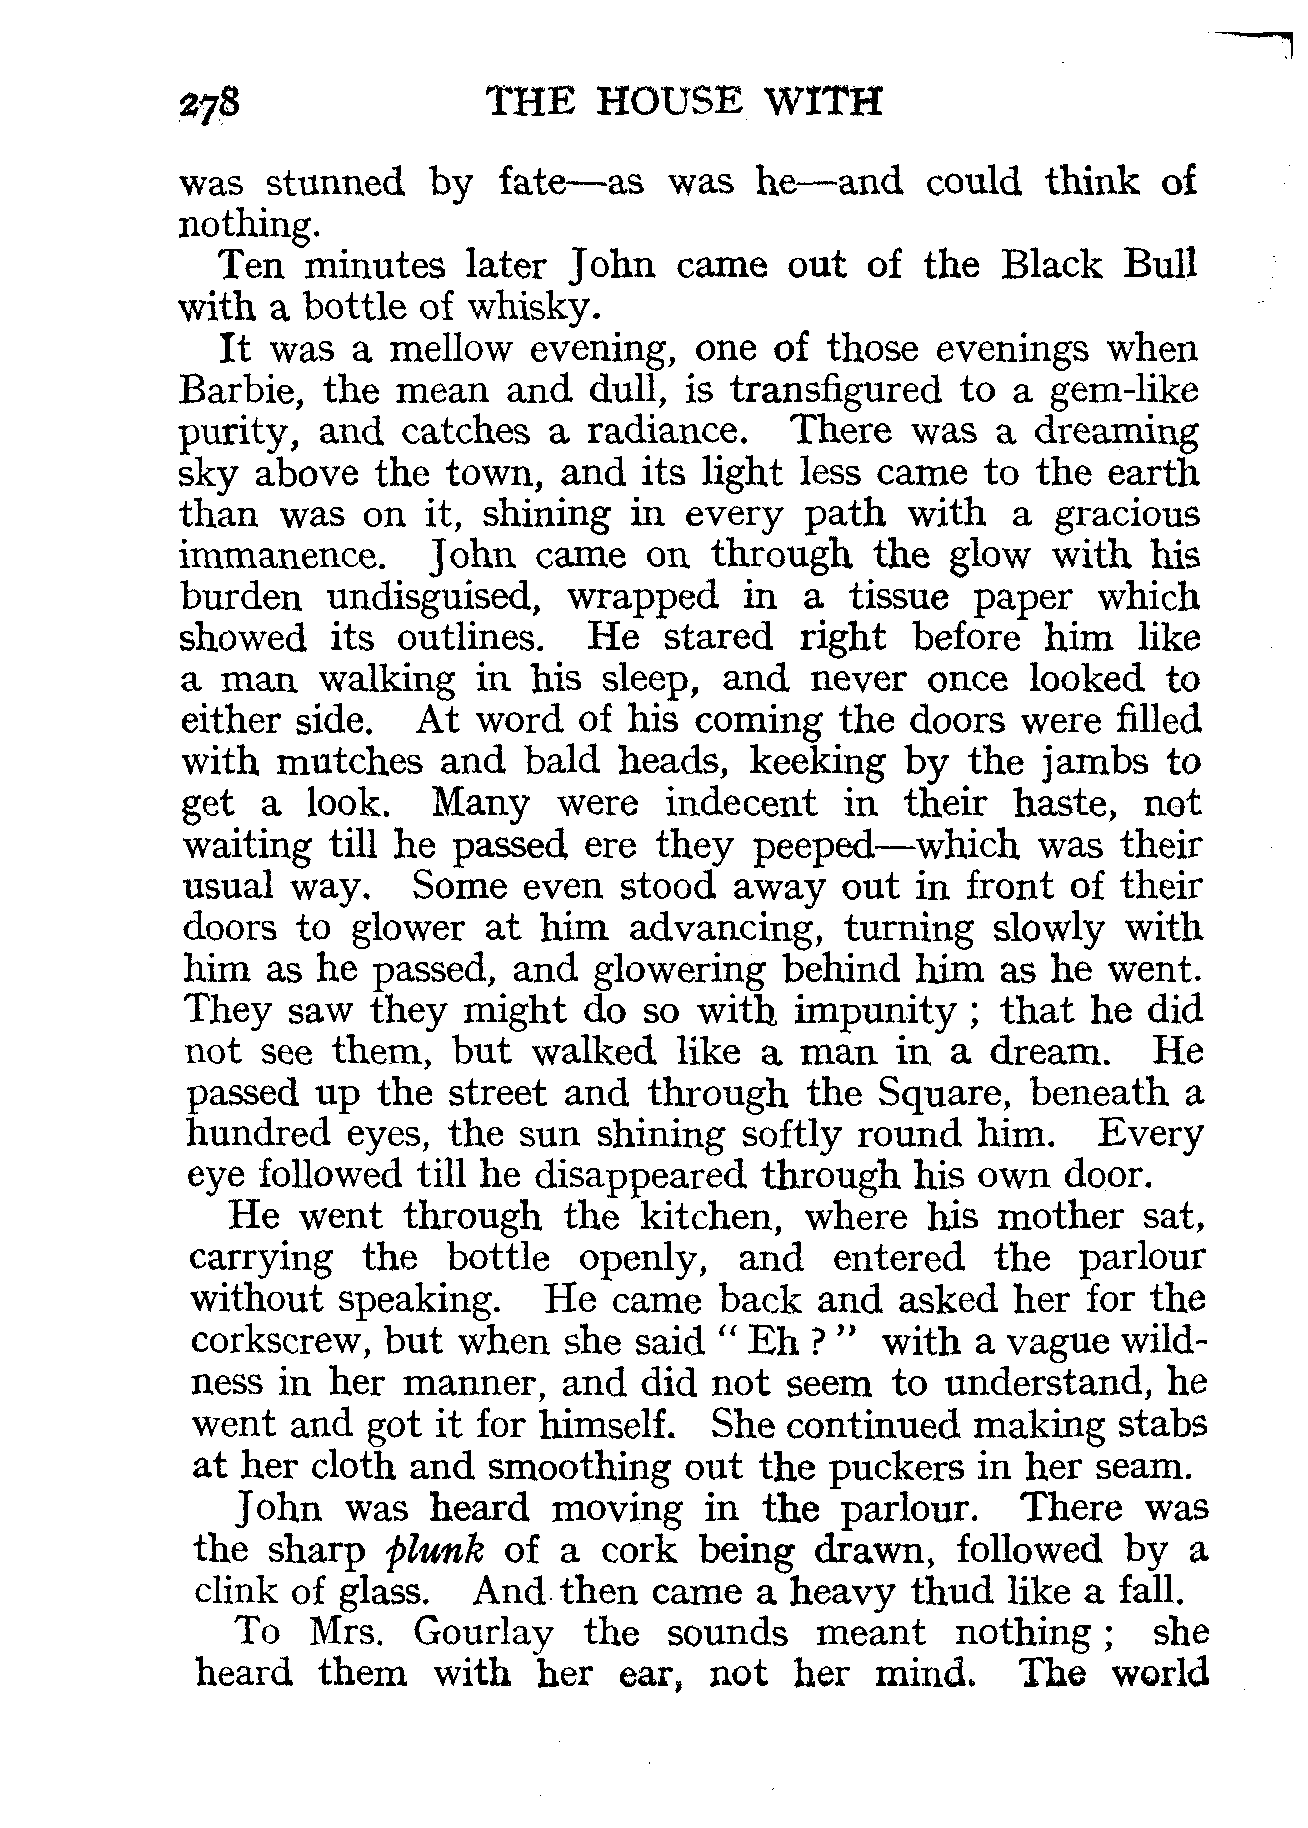 278 THE HOUSE WITH
was stunned by fate—as was he—and could think of
nothing.
Ten minutes later John came out of the Black Bull
with a bottle of whisky.
It was a mellow evening, one of those evenings when
Barbie, the mean and dull, is transfigured to a gem-like
purity, and catches a radiance. There was a dreaming
sky above the town, and its light less came to the earth
than was on it, shining in every path with a gracious
immanence. John came on through the glow with his
burden undisguised, wrapped in a tissue paper which
showed its outlines. He stared right before him like
a man walking in his sleep, and never once looked to
either side. At word of his coming the doors were filled
with mutches and bald heads, keeking by the jambs to
get a look. Many were indecent in their haste, not
waiting till he passed ere they peeped—which was their
usual way. Some even stood away out in front of their
doors to glower at him advancing, turning slowly with
him as he passed, and glowering behind him as he went.
They saw they might do so with impunity ; that he did
not see them, but walked like a man in a dream. He
passed up the street and through the Square, beneath a
hundred eyes, the sun shining softly round him. Every
eye followed till he disappeared through his own door.
He went through the kitchen, where his mother sat,
carrying the bottle openly, and entered the parlour
without speaking. He came back and asked her for the
corkscrew, but when she said “ Eh ? ” with a vague wild-
ness in her manner, and did not seem to understand, he
went and got it for himself. She continued making stabs
at her cloth and smoothing out the puckers in her seam.
John was heard moving in the parlour. There was
the sharp plunk of a cork being drawn, followed by a
clink of glass. And then came a heavy thud like a fall.
To Mrs. Gourlay the sounds meant nothing ; she
heard them with her ear, not her mind. The world